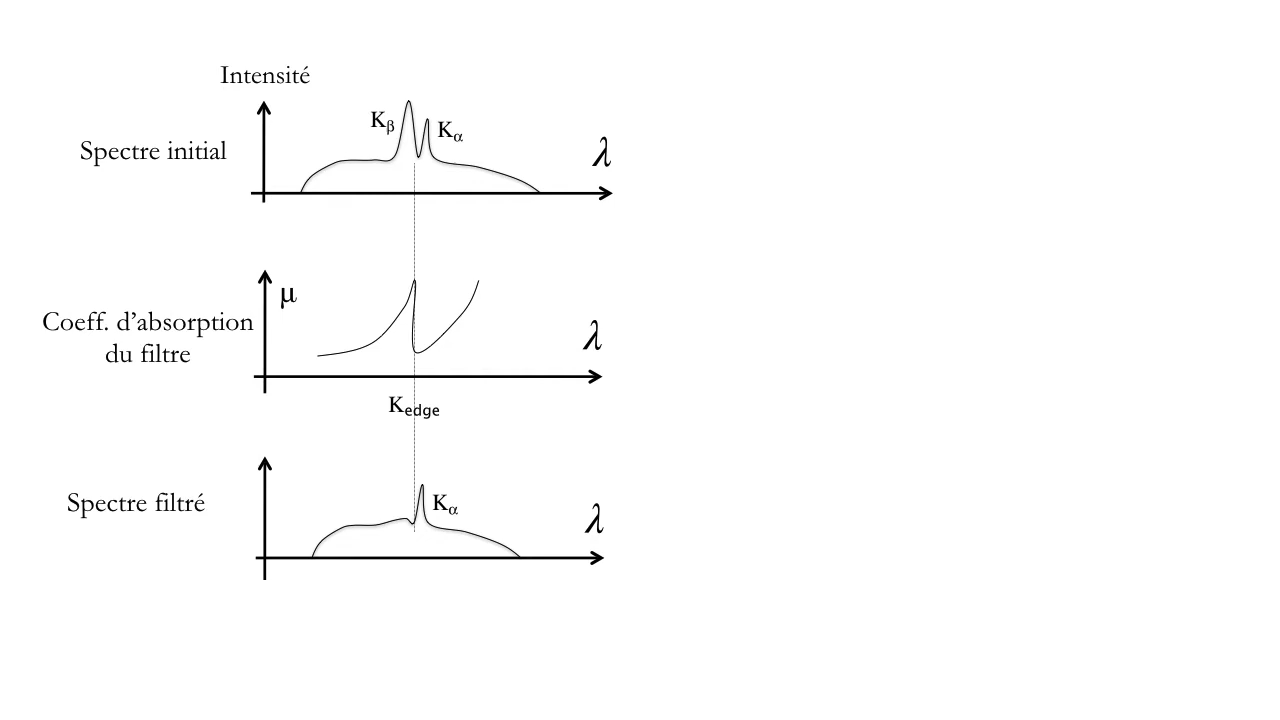 Intensité
Kβ
Kα
Spectre initial
λ
μ
Coeff. d’absorption
du filtre
λ
Kedge
Spectre filtré
Kα
λ